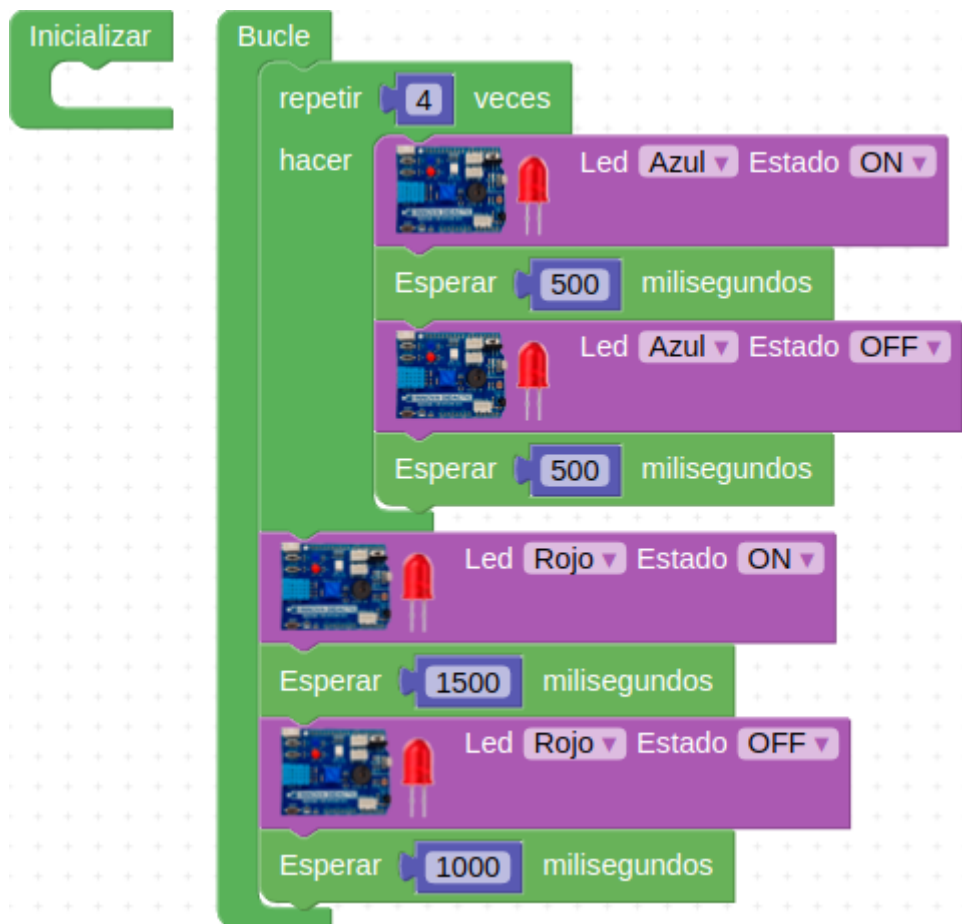 Inicializar
Bucle
repetir 4 veces
hacer
Led Azul Estado ON
Esperar 500 milisegundos
Led Azul Estado OFF
Esperar 500 milisegundos
Led Rojo Estado ON
Esperar 1500 milisegundos
Led Rojo Estado OFF
Esperar 1000 milisegundos